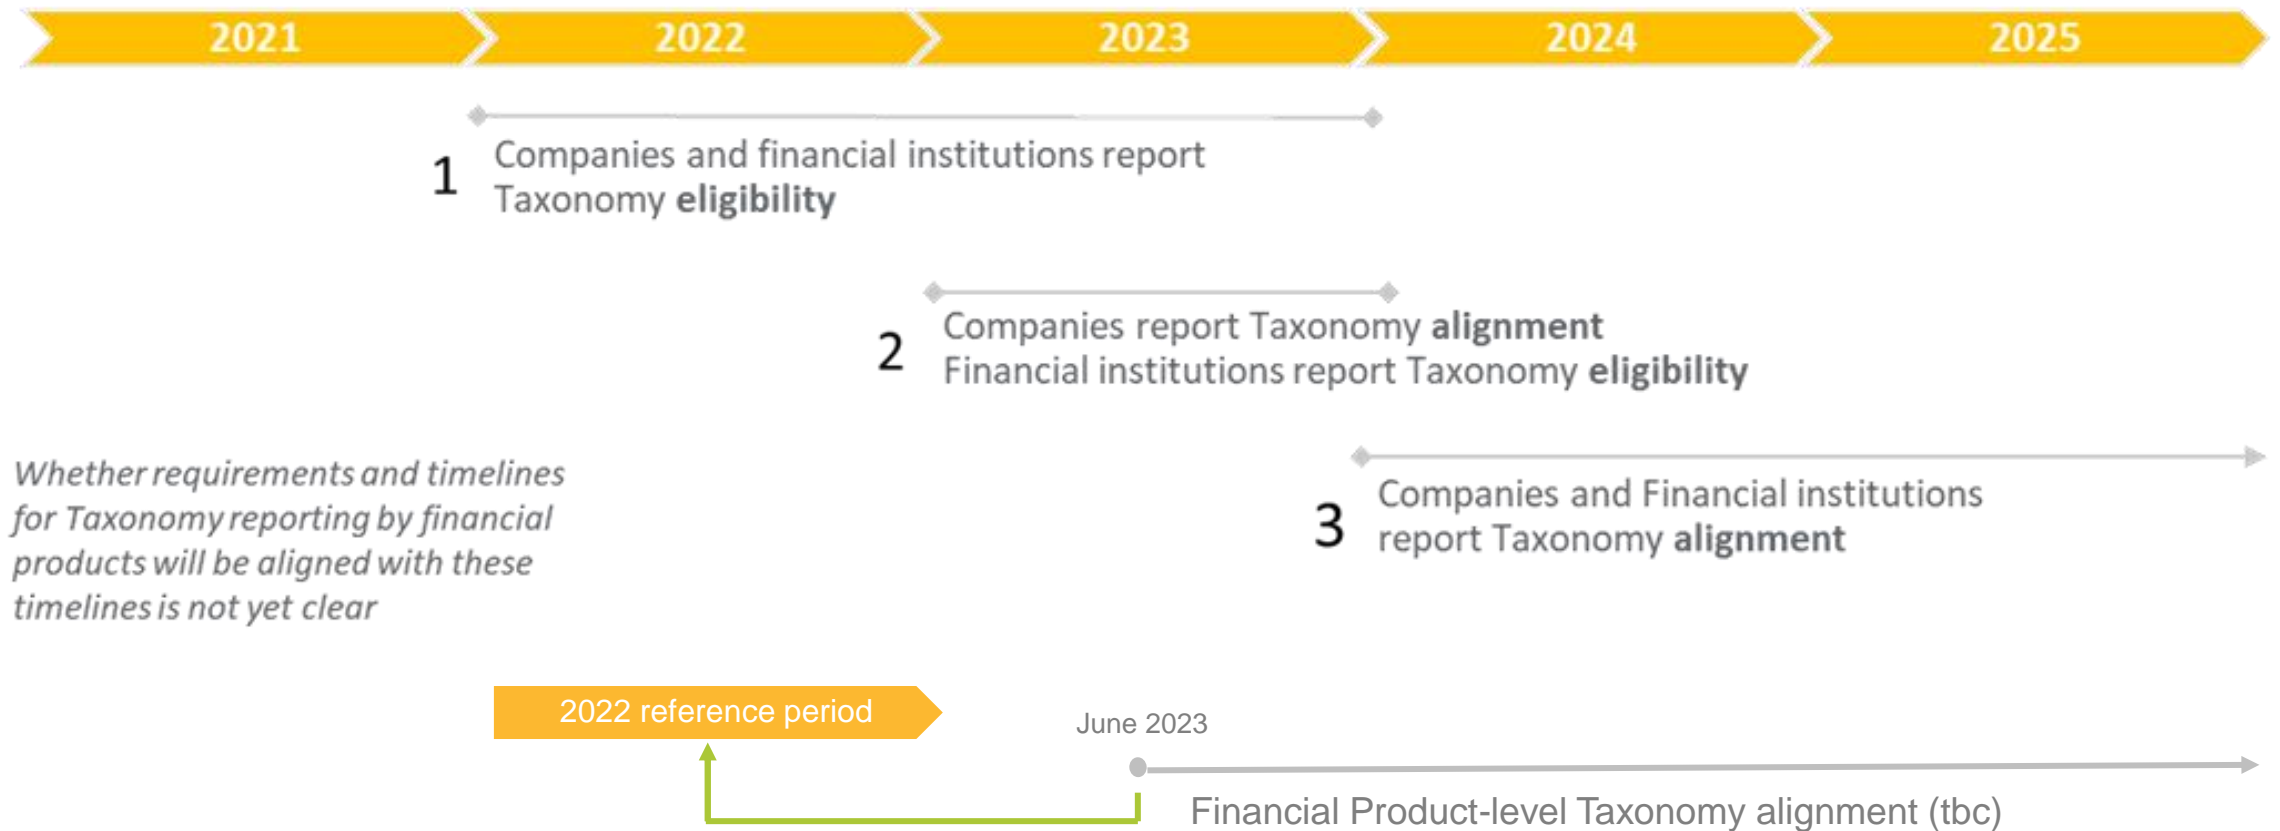 2021 2022 2023 2024 2025
1 Companies and financial institutions report
Taxonomy eligibility
2 Companies report Taxonomy alignment
Financial institutions report Taxonomy eligibility
Whether requirements and timelines
for Taxonomy reporting by financial
products will be aligned with these
timelines is not yet clear
3 Companies and Financial institutions
report Taxonomy alignment
2022 reference period
June 2023
Financial Product-level Taxonomy alignment (tbc)